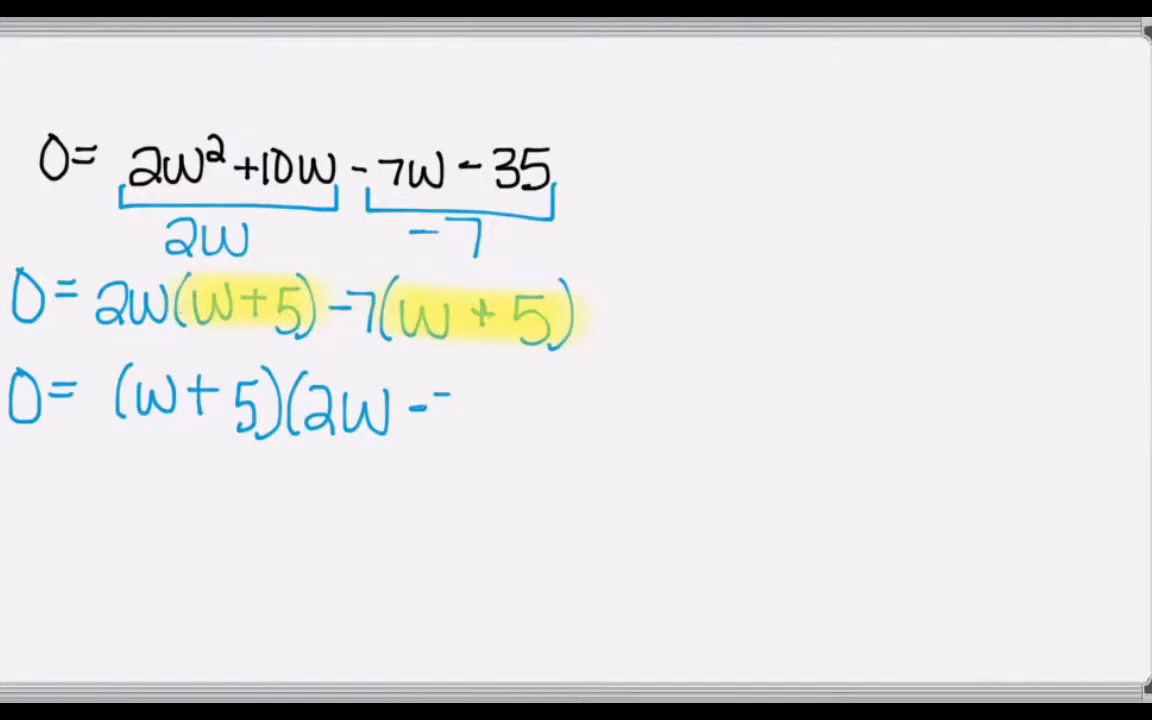 0= 2w²+10w - 7w - 35
2w -7
0= 2w(w+5) -7(w+5)
0= (w+5)(2w -